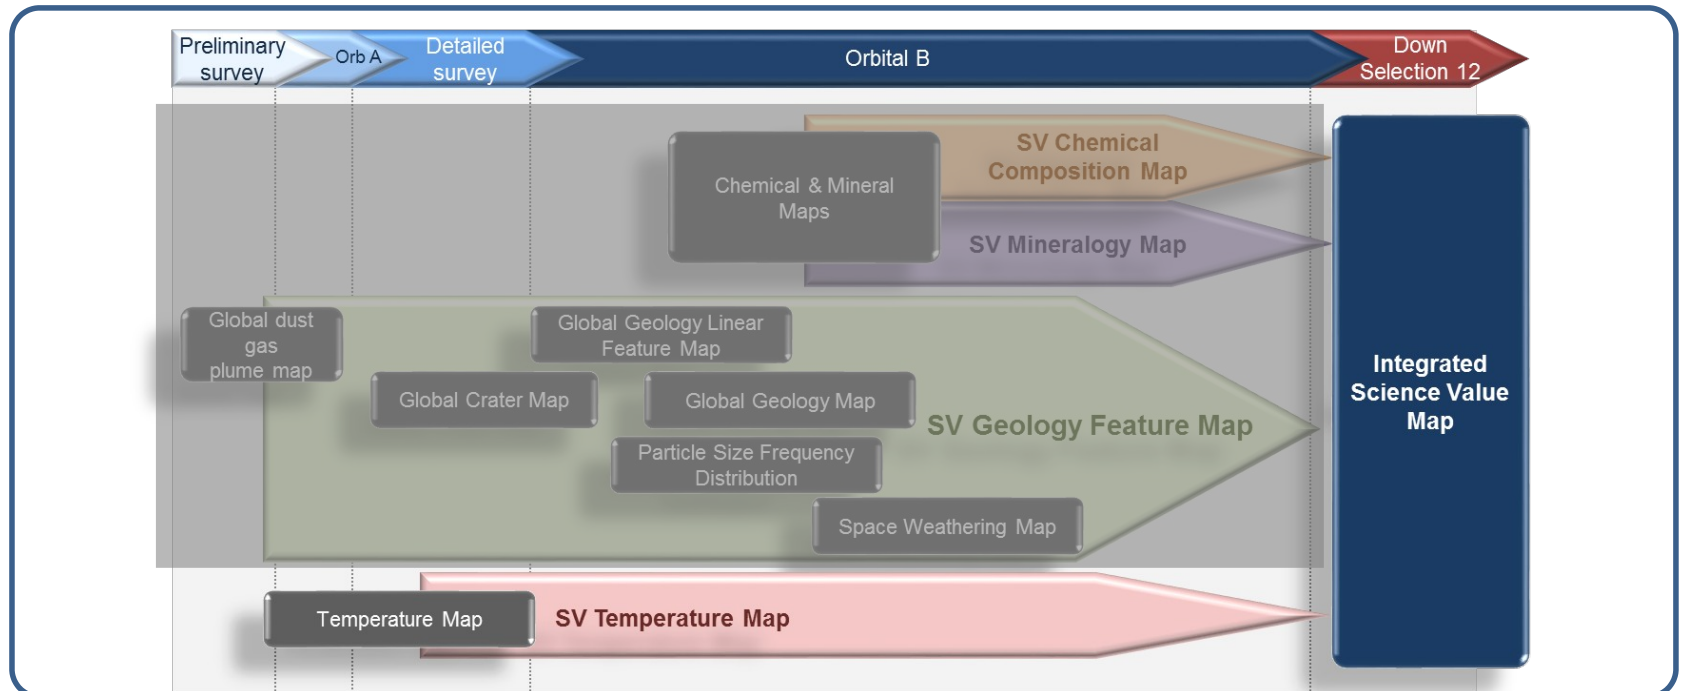 Preliminary
survey
Orb A
Detailed
survey
Orbital B
Down
Selection 12
SV Chemical
Composition Map
Chemical & Mineral
Maps
SV Mineralogy Map
Global dust
gas
plume map
Global Geology Linear
Feature Map
Global Crater Map
Global Geology Map
SV Geology Feature Map
Particle Size Frequency
Distribution
Space Weathering Map
Integrated
Science Value
Map
Temperature Map
SV Temperature Map